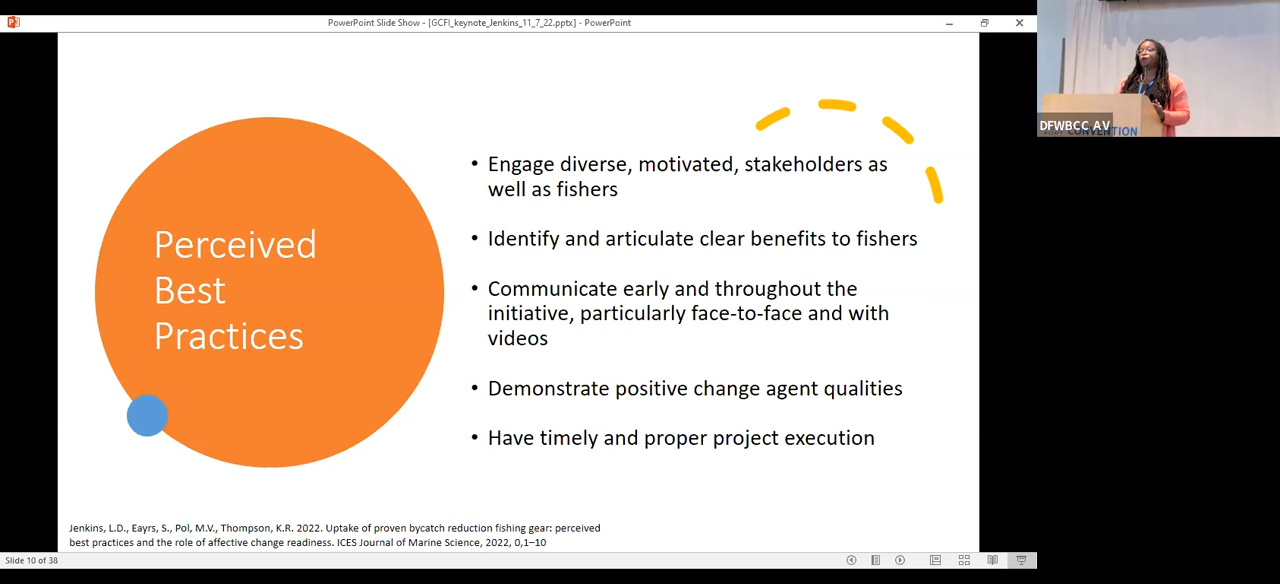 PowerPoint Slide Show - [GCFI_keynote_Jenkins_11_7_22.pptx] - PowerPoint
Perceived
Best
Practices
• Engage diverse, motivated, stakeholders as
well as fishers
• Identify and articulate clear benefits to fishers
• Communicate early and throughout the
initiative, particularly face-to-face and with
videos
• Demonstrate positive change agent qualities
• Have timely and proper project execution
Jenkins, L.D., Eayrs, S., Pol, M.V., Thompson, K.R. 2022. Uptake of proven bycatch reduction fishing gear: perceived
best practices and the role of affective change readiness. ICES Journal of Marine Science, 2022, 0,1–10
Slide 10 of 38
DFWBCC AV
CONVENTION